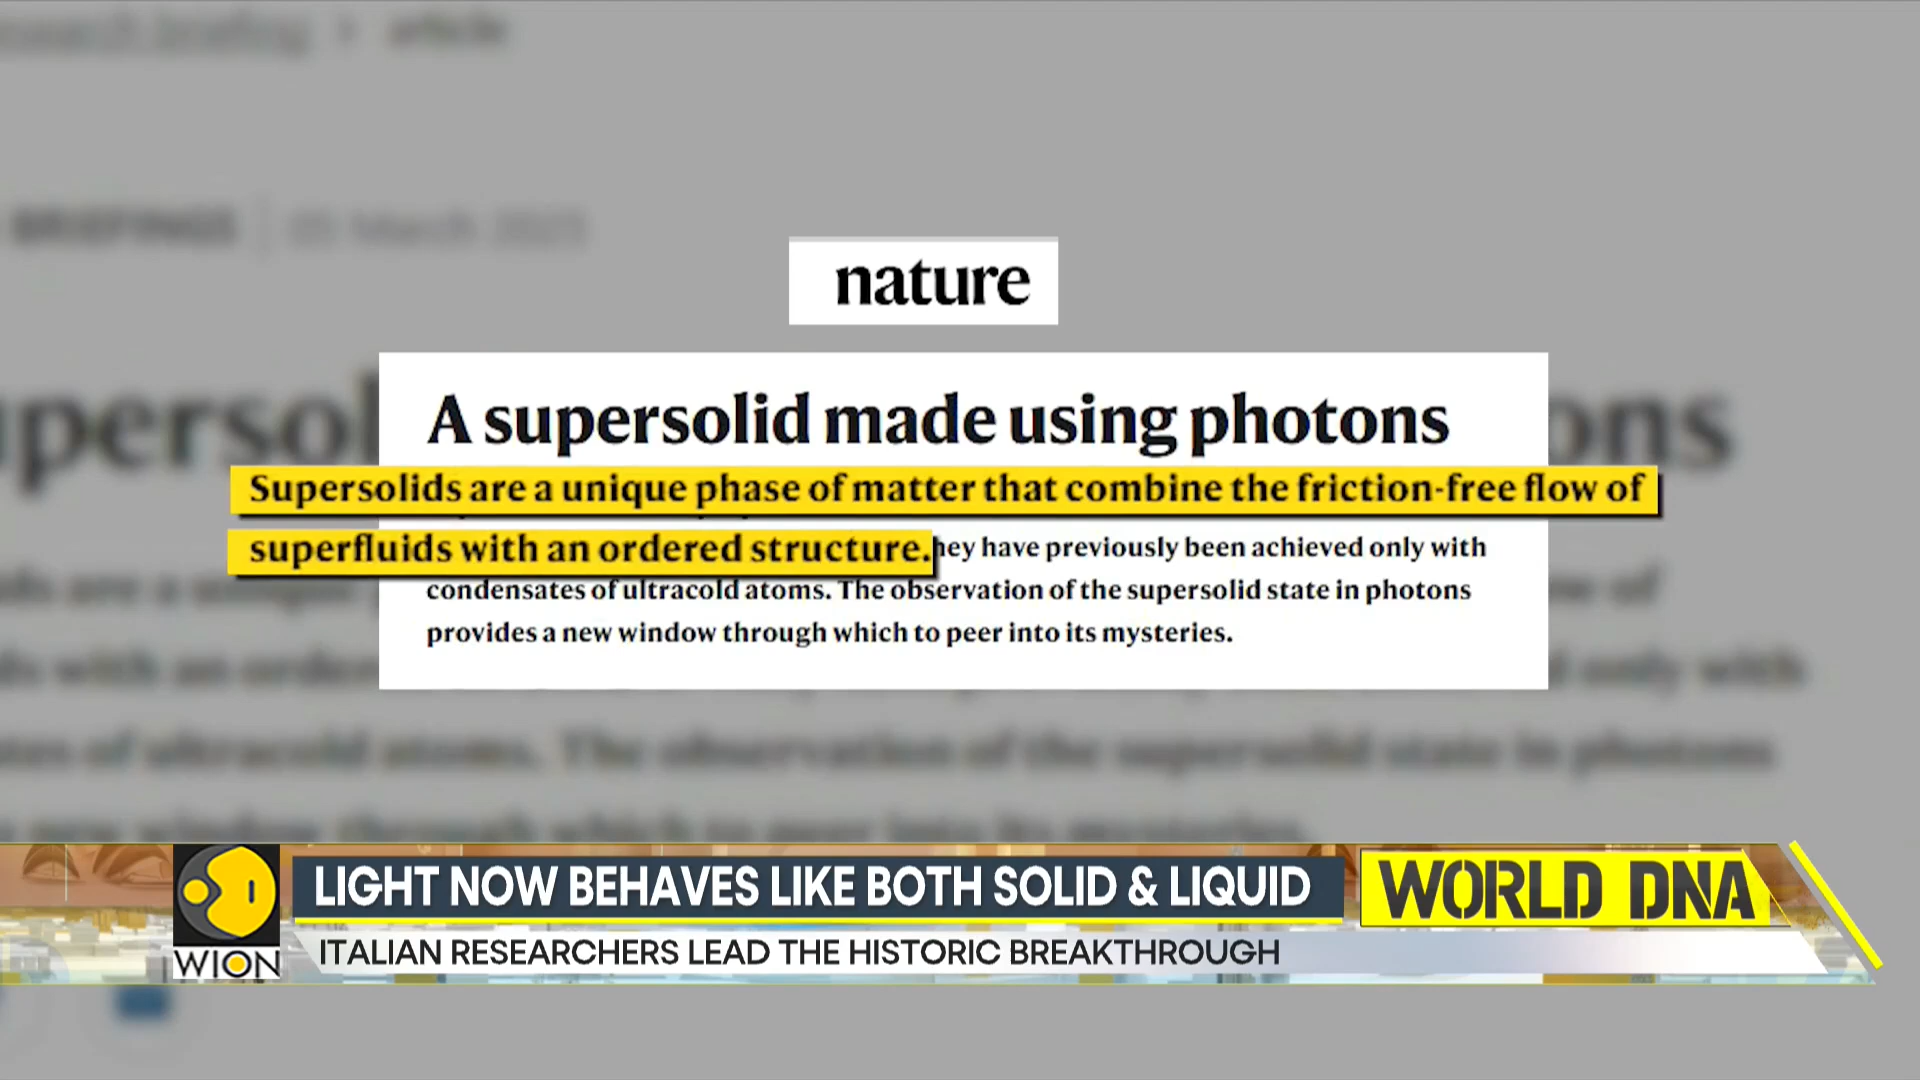 article
BRIEFINGS
nature
A supersolid made using photons
Supersolids are a unique phase of matter that combine the friction-free flow of
superfluids with an ordered structure. hey have previously been achieved only with
condensates of ultracold atoms. The observation of the supersolid state in photons
provides a new window through which to peer into its mysteries.
LIGHT NOW BEHAVES LIKE BOTH SOLID & LIQUID
WORLD DNA
ITALIAN RESEARCHERS LEAD THE HISTORIC BREAKTHROUGH
WION